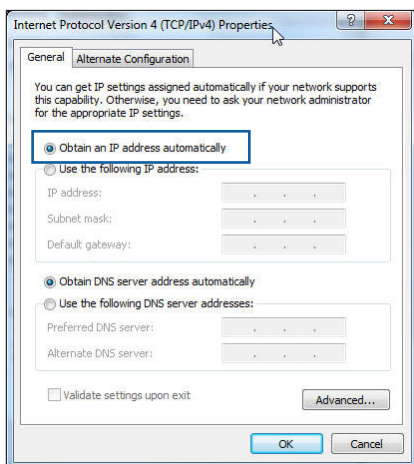 Internet Protocol Version 4 (TCP/IPv4) Properties
General
Alternate Configuration
You can get IP settings assigned automatically if your network supports
this capability. Otherwise, you need to ask your network administrator
for the appropriate IP settings.
Obtain an IP address automatically
Use the following IP address:
IP address:
Subnet mask:
Default gateway:
Obtain DNS server address automatically
Use the following DNS server addresses:
Preferred DNS server:
Alternate DNS server:
Validate settings upon exit
Advanced...
OK
Cancel